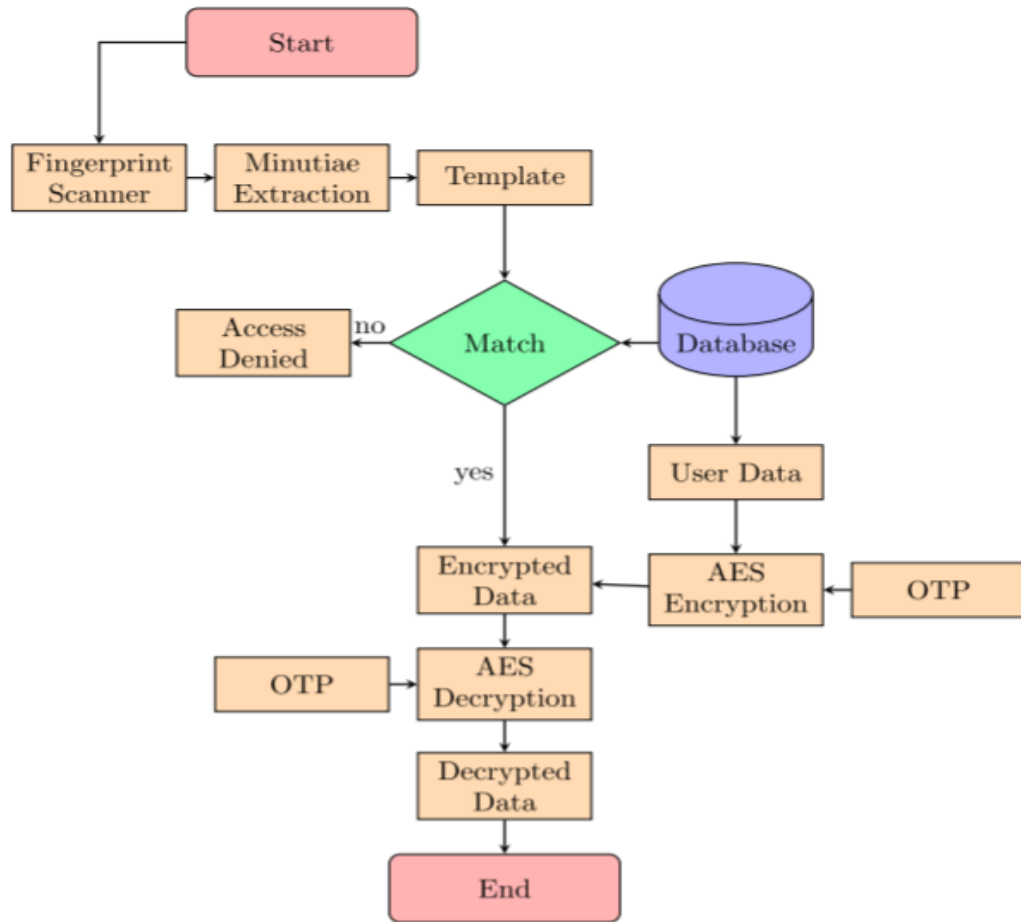 Start
Fingerprint
Scanner
Minutiae
Extraction
Template
Access
Denied
no
Match
Database
yes
User Data
Encrypted
Data
AES
Encryption
OTP
OTP
AES
Decryption
Decrypted
Data
End